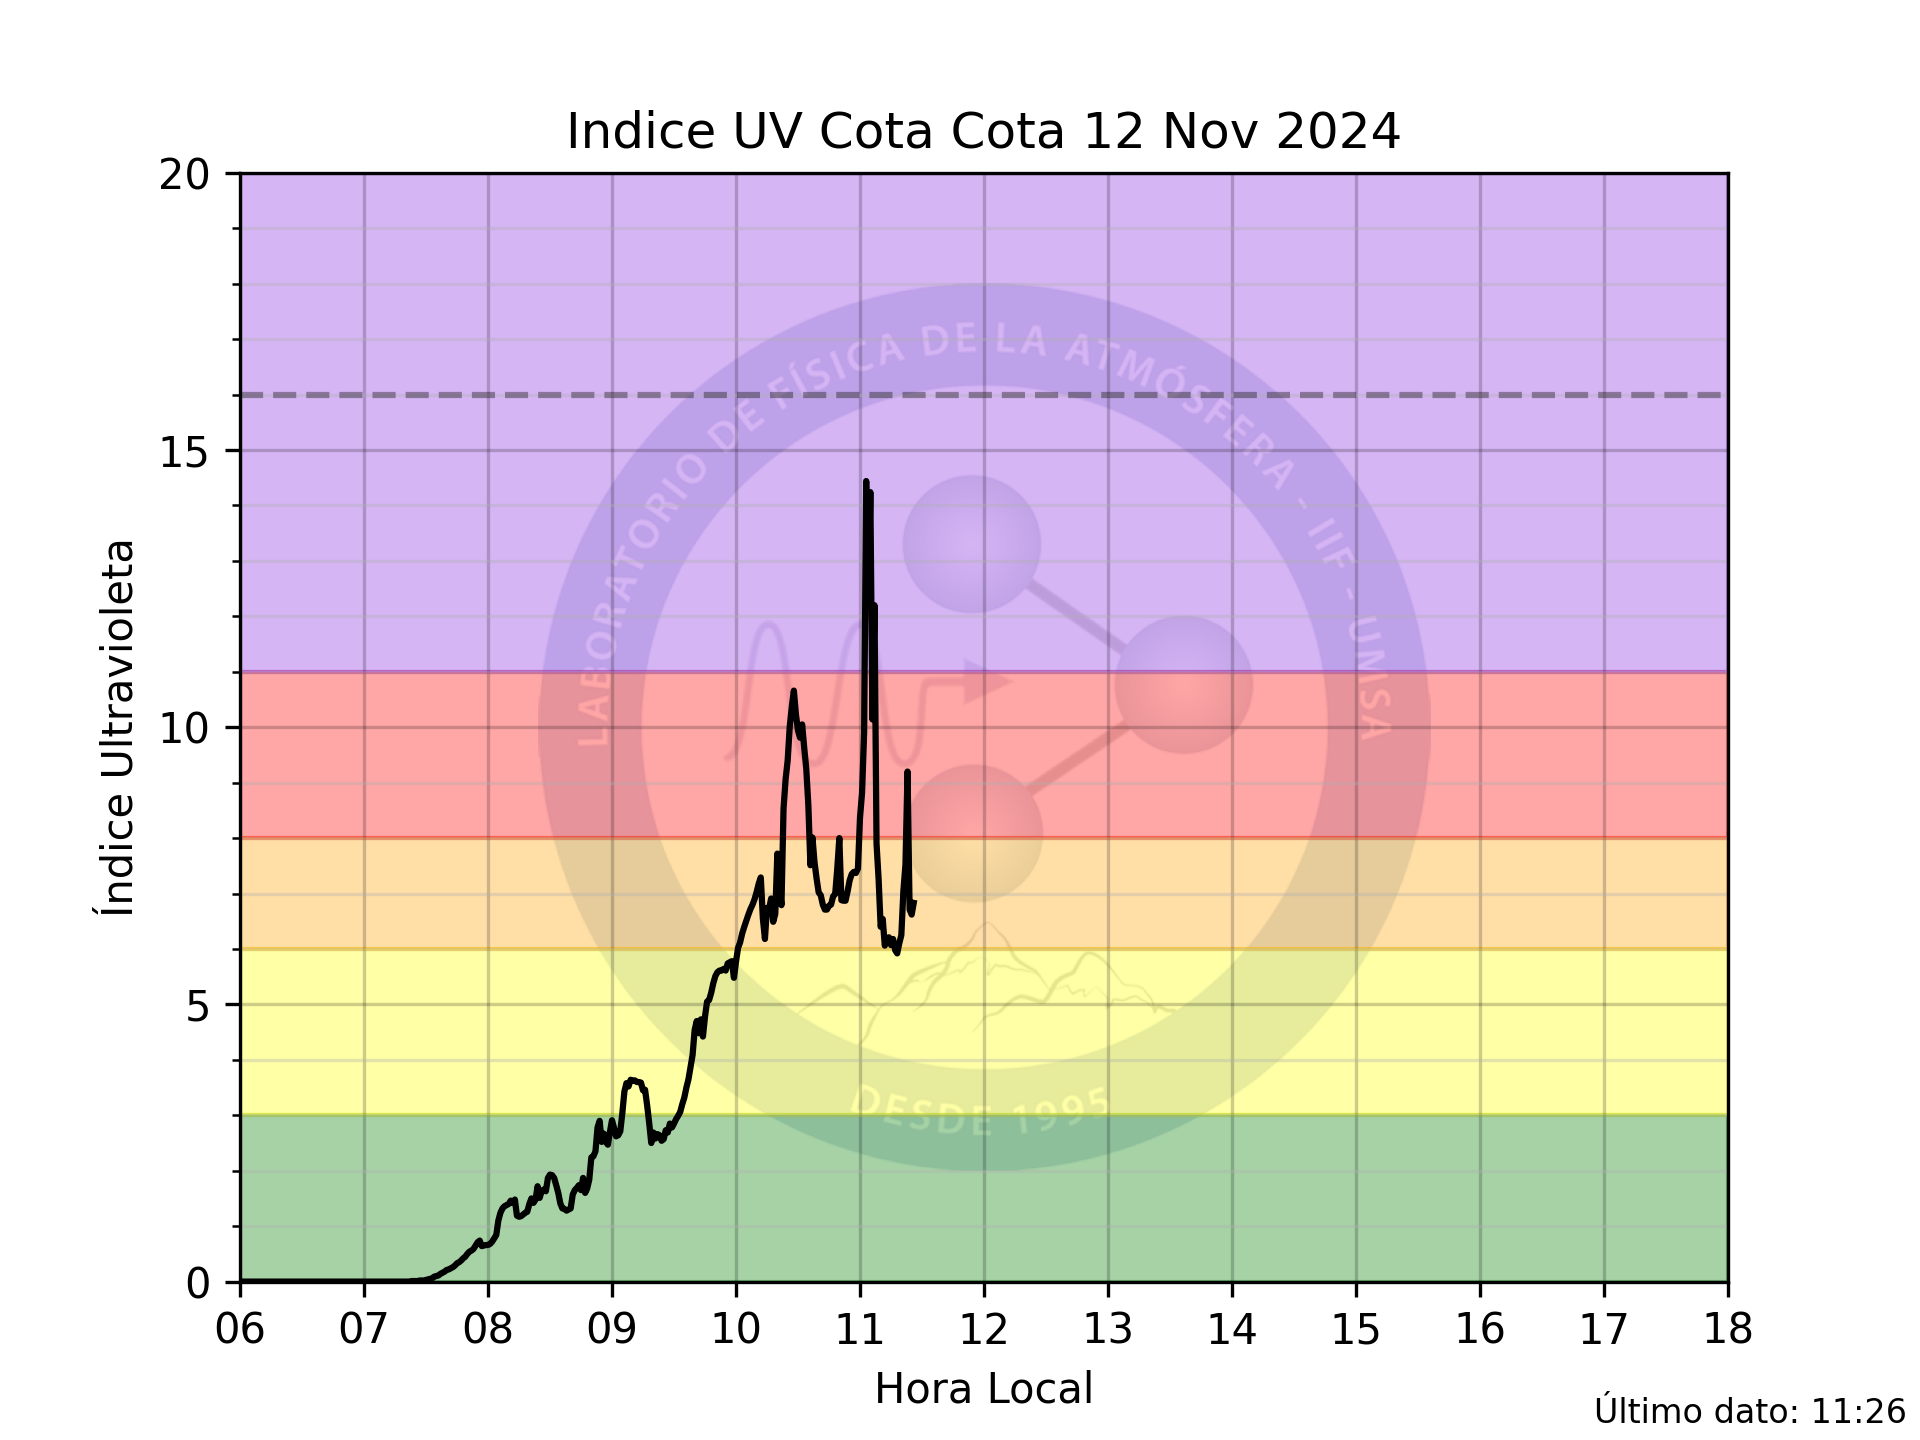 Indice UV Cota Cota 12 Nov 2024
20
15
10
5
0
Índice Ultravioleta
LABORATORIO DE FÍSICA DE LA ATMÓSFERA - IIF - UMSA
DESDE 1995
06 07 08 09 10 11 12 13 14 15 16 17 18
Hora Local
Último dato: 11:26